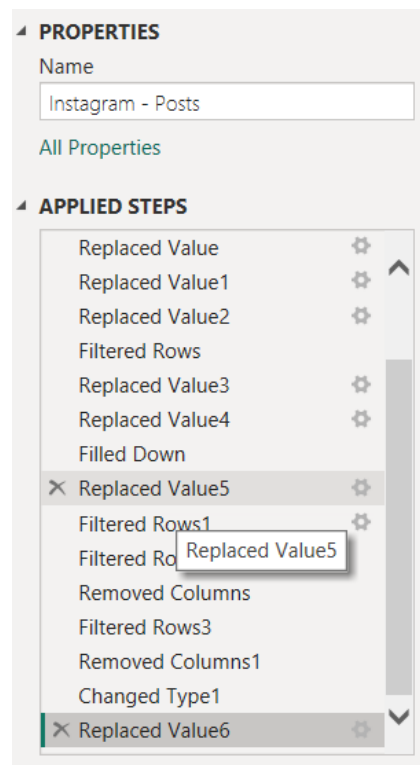 PROPERTIES
Name
Instagram - Posts
All Properties
APPLIED STEPS
Replaced Value
Replaced Value1
Replaced Value2
Filtered Rows
Replaced Value3
Replaced Value4
Filled Down
Replaced Value5
Filtered Rows1
Replaced Value5
Filtered Ro
Removed Columns
Filtered Rows3
Removed Columns1
Changed Type1
Replaced Value6